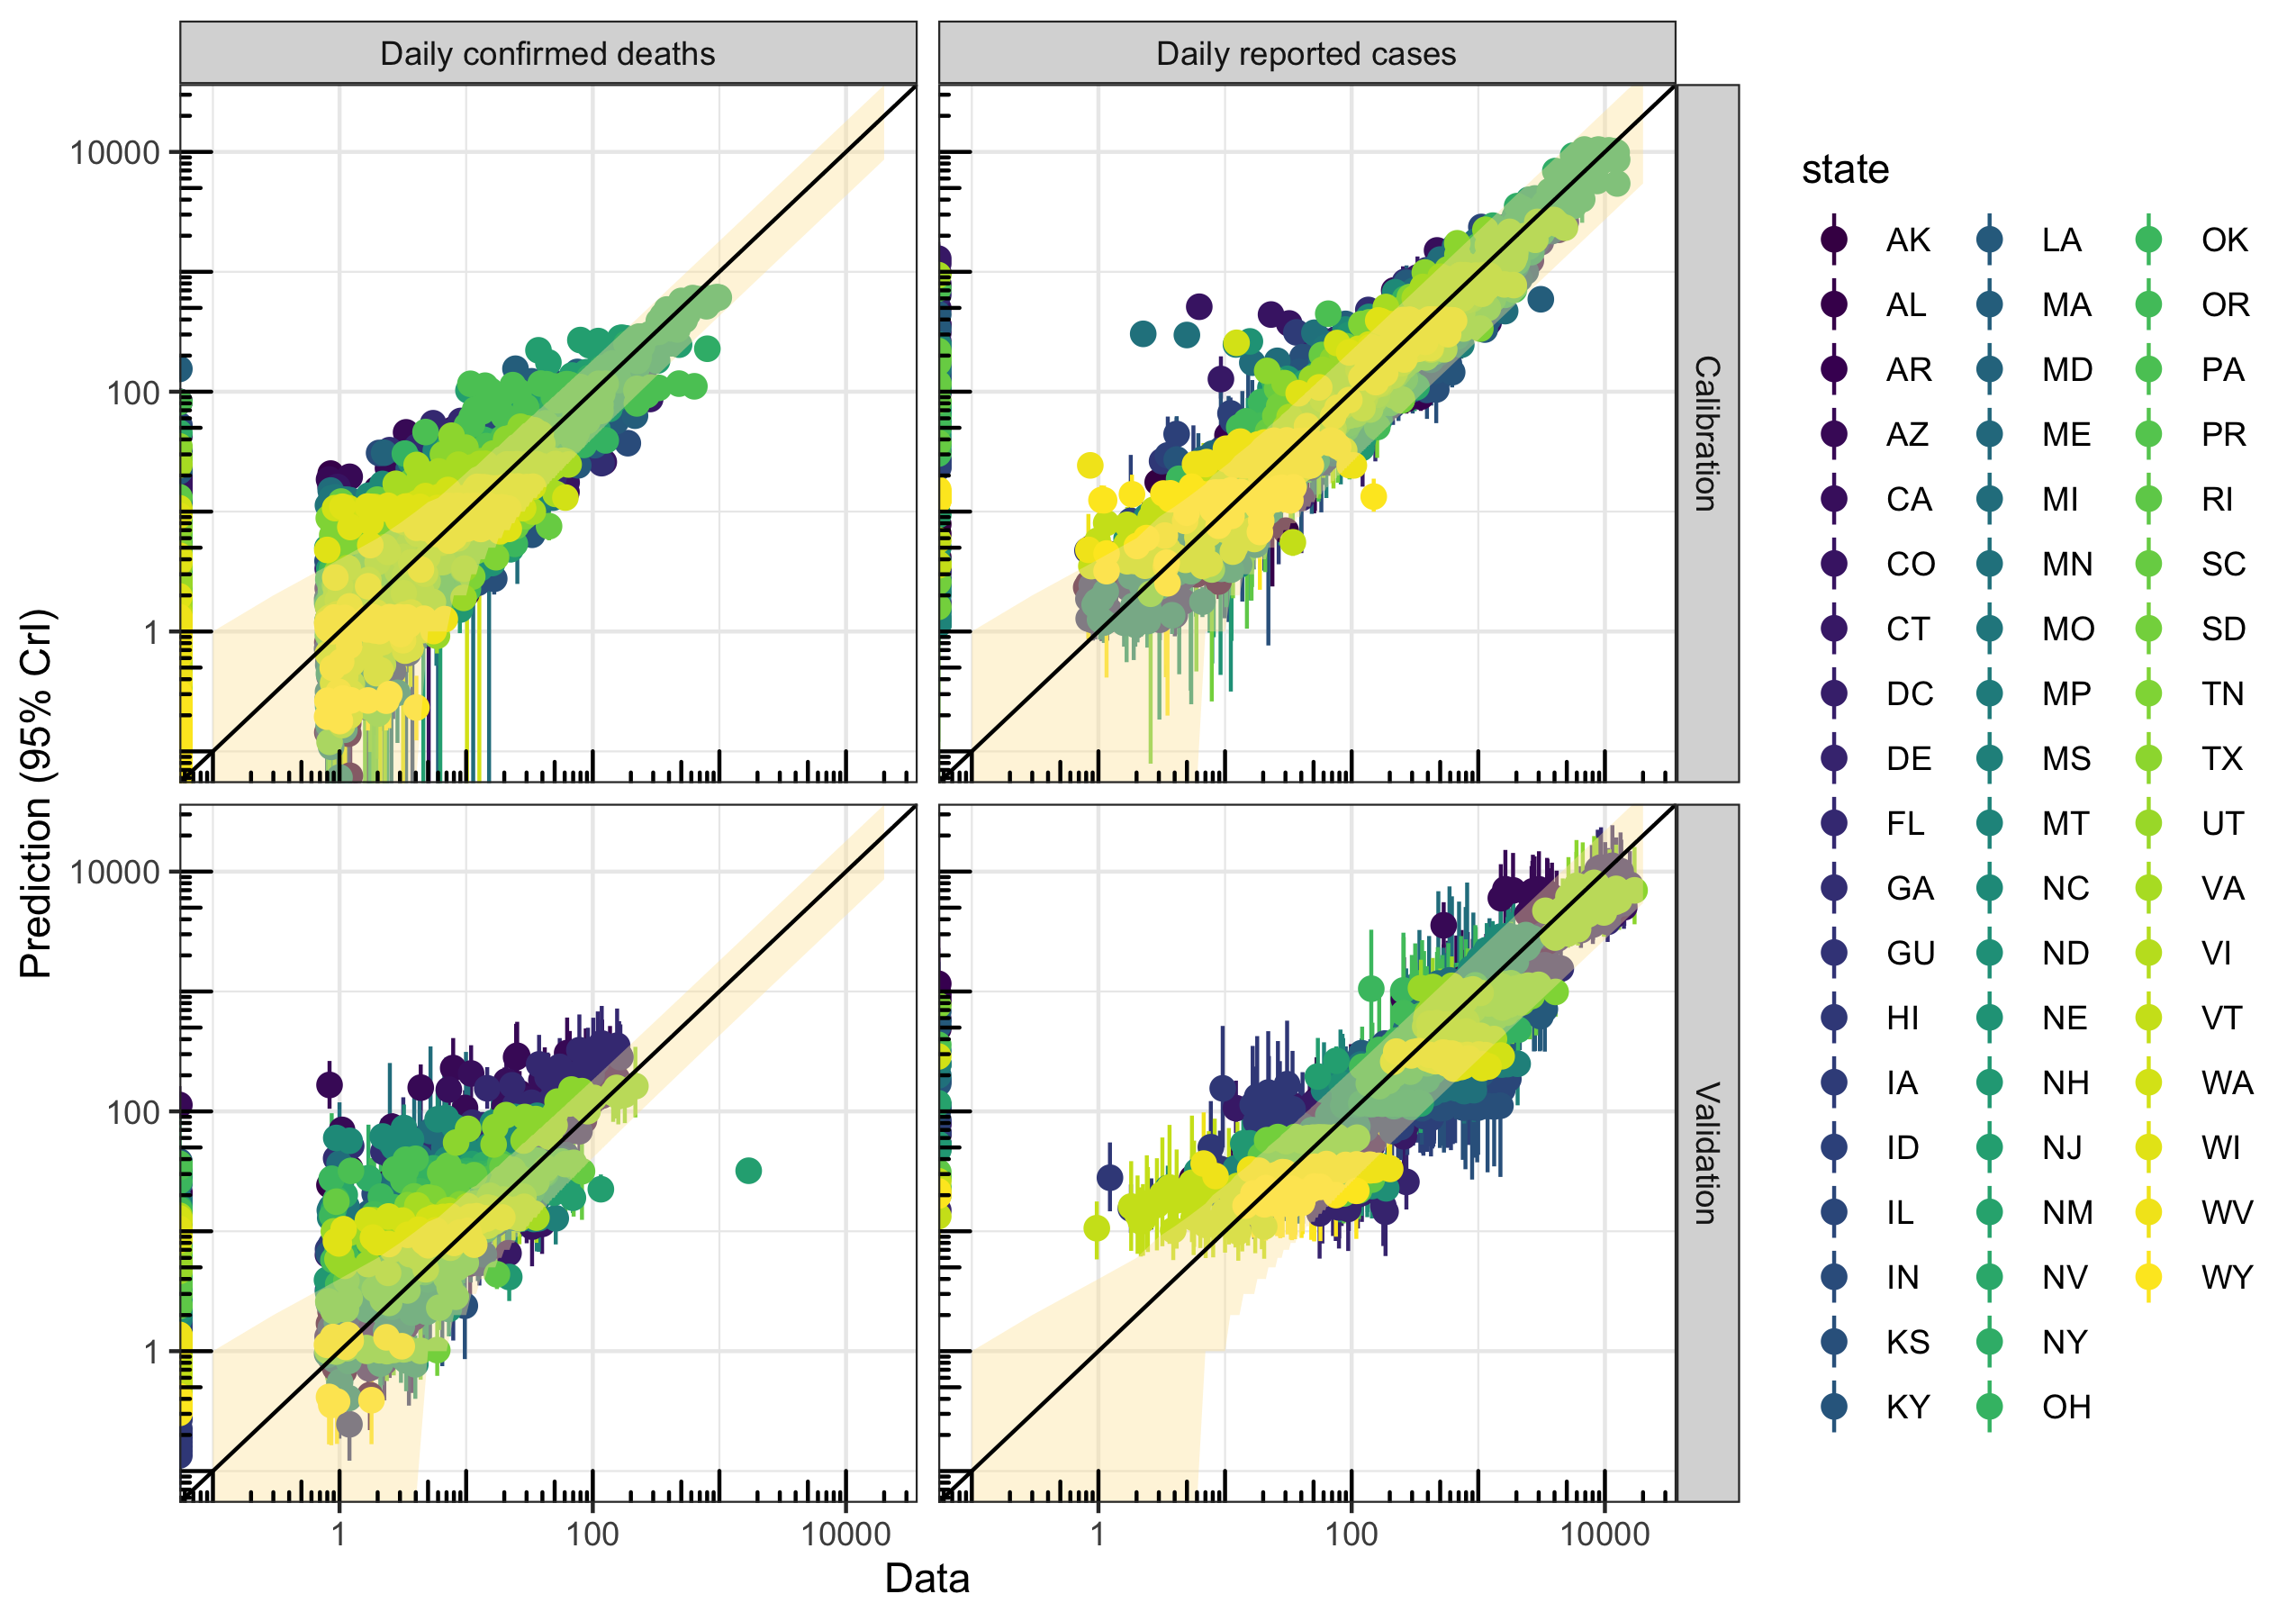 Daily confirmed deaths
Daily reported cases
Calibration
Validation
10000
100
1
10000
100
1
1
100
10000
1
100
10000
Prediction (95% CrI)
Data
state
AK
AL
AR
AZ
CA
CO
CT
DC
DE
FL
GA
GU
HI
IA
ID
IL
IN
KS
KY
LA
MA
MD
ME
MI
MN
MO
MP
MS
MT
NC
ND
NE
NH
NJ
NM
NV
NY
OH
OK
OR
PA
PR
RI
SC
SD
TN
TX
UT
VA
VI
VT
WA
WI
WV
WY